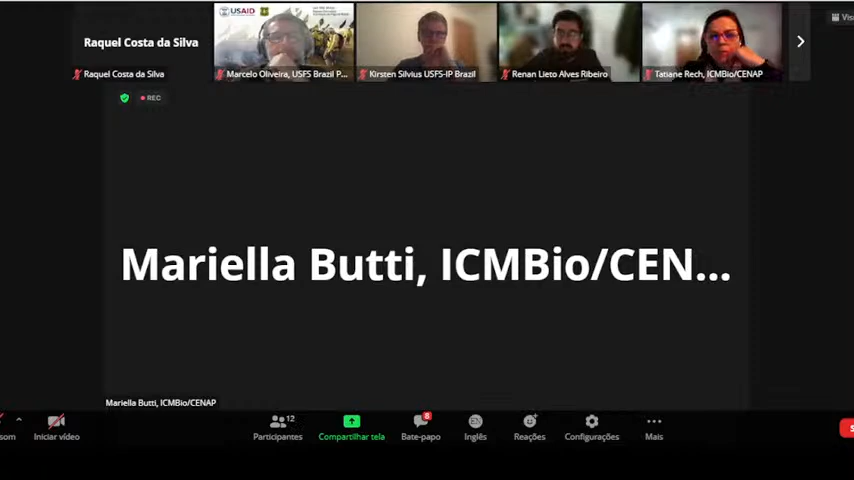 Raquel Costa da Silva
Raquel Costa da Silva
USAID
Marcelo Oliveira, USFS Brazil P...
Kirsten Silvius USFS-IP Brazil
Renan Lieto Alves Ribeiro
Tatiane Rech, ICMBio/CENAP
REC
Mariella Butti, ICMBio/CEN...
Mariella Butti, ICMBio/CENAP
som
Iniciar vídeo
12
Participantes
Compartilhar tela
8
Bate-papo
Inglês
Reações
Configurações
Mais